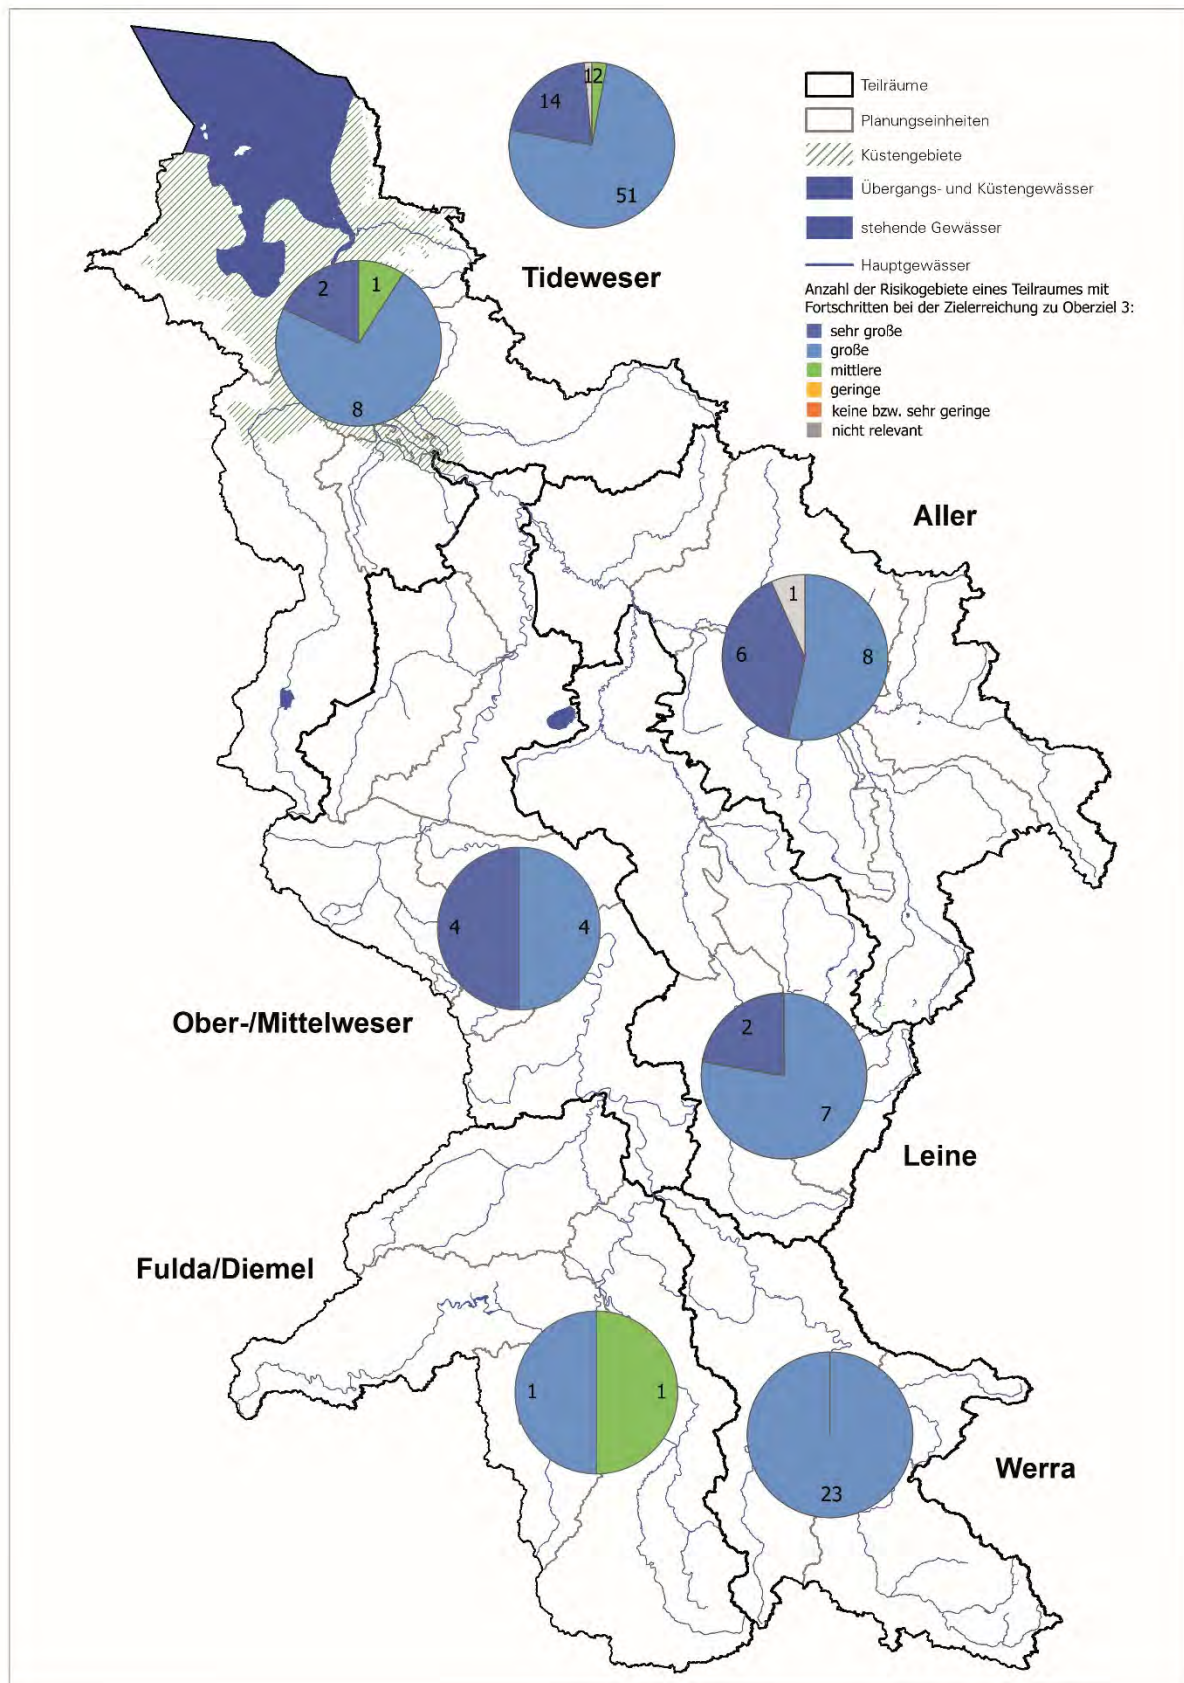 1
2
14
51
Teilräume
Planungseinheiten
Küstengebiete
Übergangs- und Küstengewässer
stehende Gewässer
Hauptgewässer
Anzahl der Risikogebiete eines Teilraumes mit
Fortschritten bei der Zielerreichung zu Oberziel 3:
sehr große
große
mittlere
geringe
keine bzw. sehr geringe
nicht relevant
Tideweser
2
1
8
Aller
1
6
8
4
4
Ober-/Mittelweser
2
7
Leine
Fulda/Diemel
1
1
Werra
23